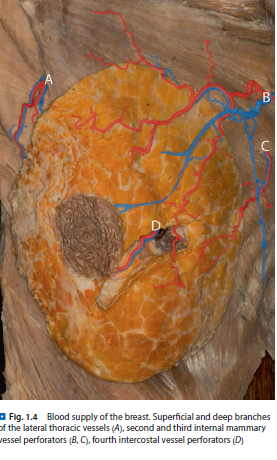 A
B
C
D
Fig. 1.4 Blood supply of the breast. Superficial and deep branches
of the lateral thoracic vessels (A), second and third internal mammary
vessel perforators (B, C), fourth intercostal vessel perforators (D)